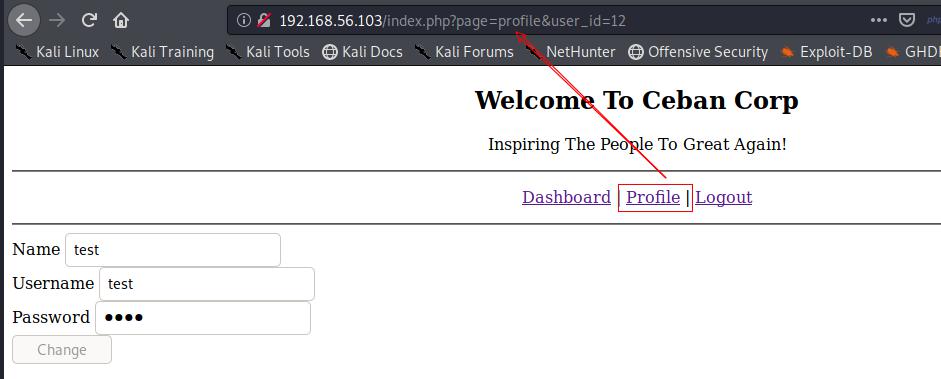 192.168.56.103/index.php?page=profile&user_id=12
Kali Linux Kali Training Kali Tools Kali Docs Kali Forums NetHunter Offensive Security Exploit-DB GHD
Welcome To Ceban Corp
Inspiring The People To Great Again!
Dashboard | Profile | Logout
Name test
Username test
Password ●●●●
Change